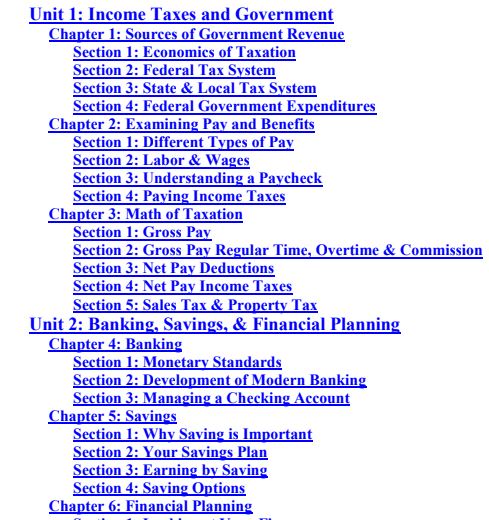 Unit 1: Income Taxes and Government
Chapter 1: Sources of Government Revenue
Section 1: Economics of Taxation
Section 2: Federal Tax System
Section 3: State & Local Tax System
Section 4: Federal Government Expenditures
Chapter 2: Examining Pay and Benefits
Section 1: Different Types of Pay
Section 2: Labor & Wages
Section 3: Understanding a Paycheck
Section 4: Paying Income Taxes
Chapter 3: Math of Taxation
Section 1: Gross Pay
Section 2: Gross Pay Regular Time, Overtime & Commission
Section 3: Net Pay Deductions
Section 4: Net Pay Income Taxes
Section 5: Sales Tax & Property Tax
Unit 2: Banking, Savings, & Financial Planning
Chapter 4: Banking
Section 1: Monetary Standards
Section 2: Development of Modern Banking
Section 3: Managing a Checking Account
Chapter 5: Savings
Section 1: Why Saving is Important
Section 2: Your Savings Plan
Section 3: Earning by Saving
Section 4: Saving Options
Chapter 6: Financial Planning